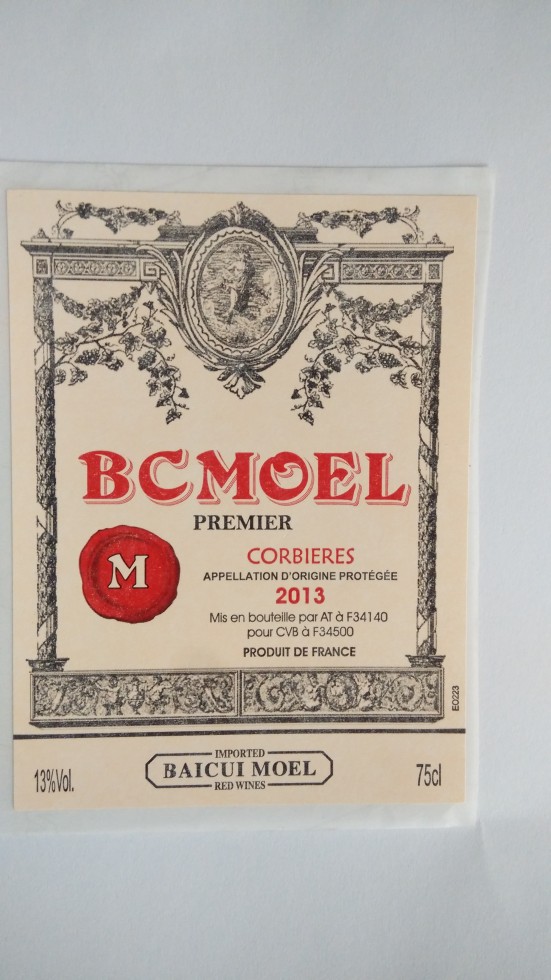 BCMOEL
PREMIER
M
CORBIERES
APPELLATION D'ORIGINE PROTÉGÉE
2013
Mis en bouteille par AT à F34140
pour CVB à F34500
PRODUIT DE FRANCE
EO223
13%Vol.
IMPORTED
BAICUI MOEL
RED WINES
75cl